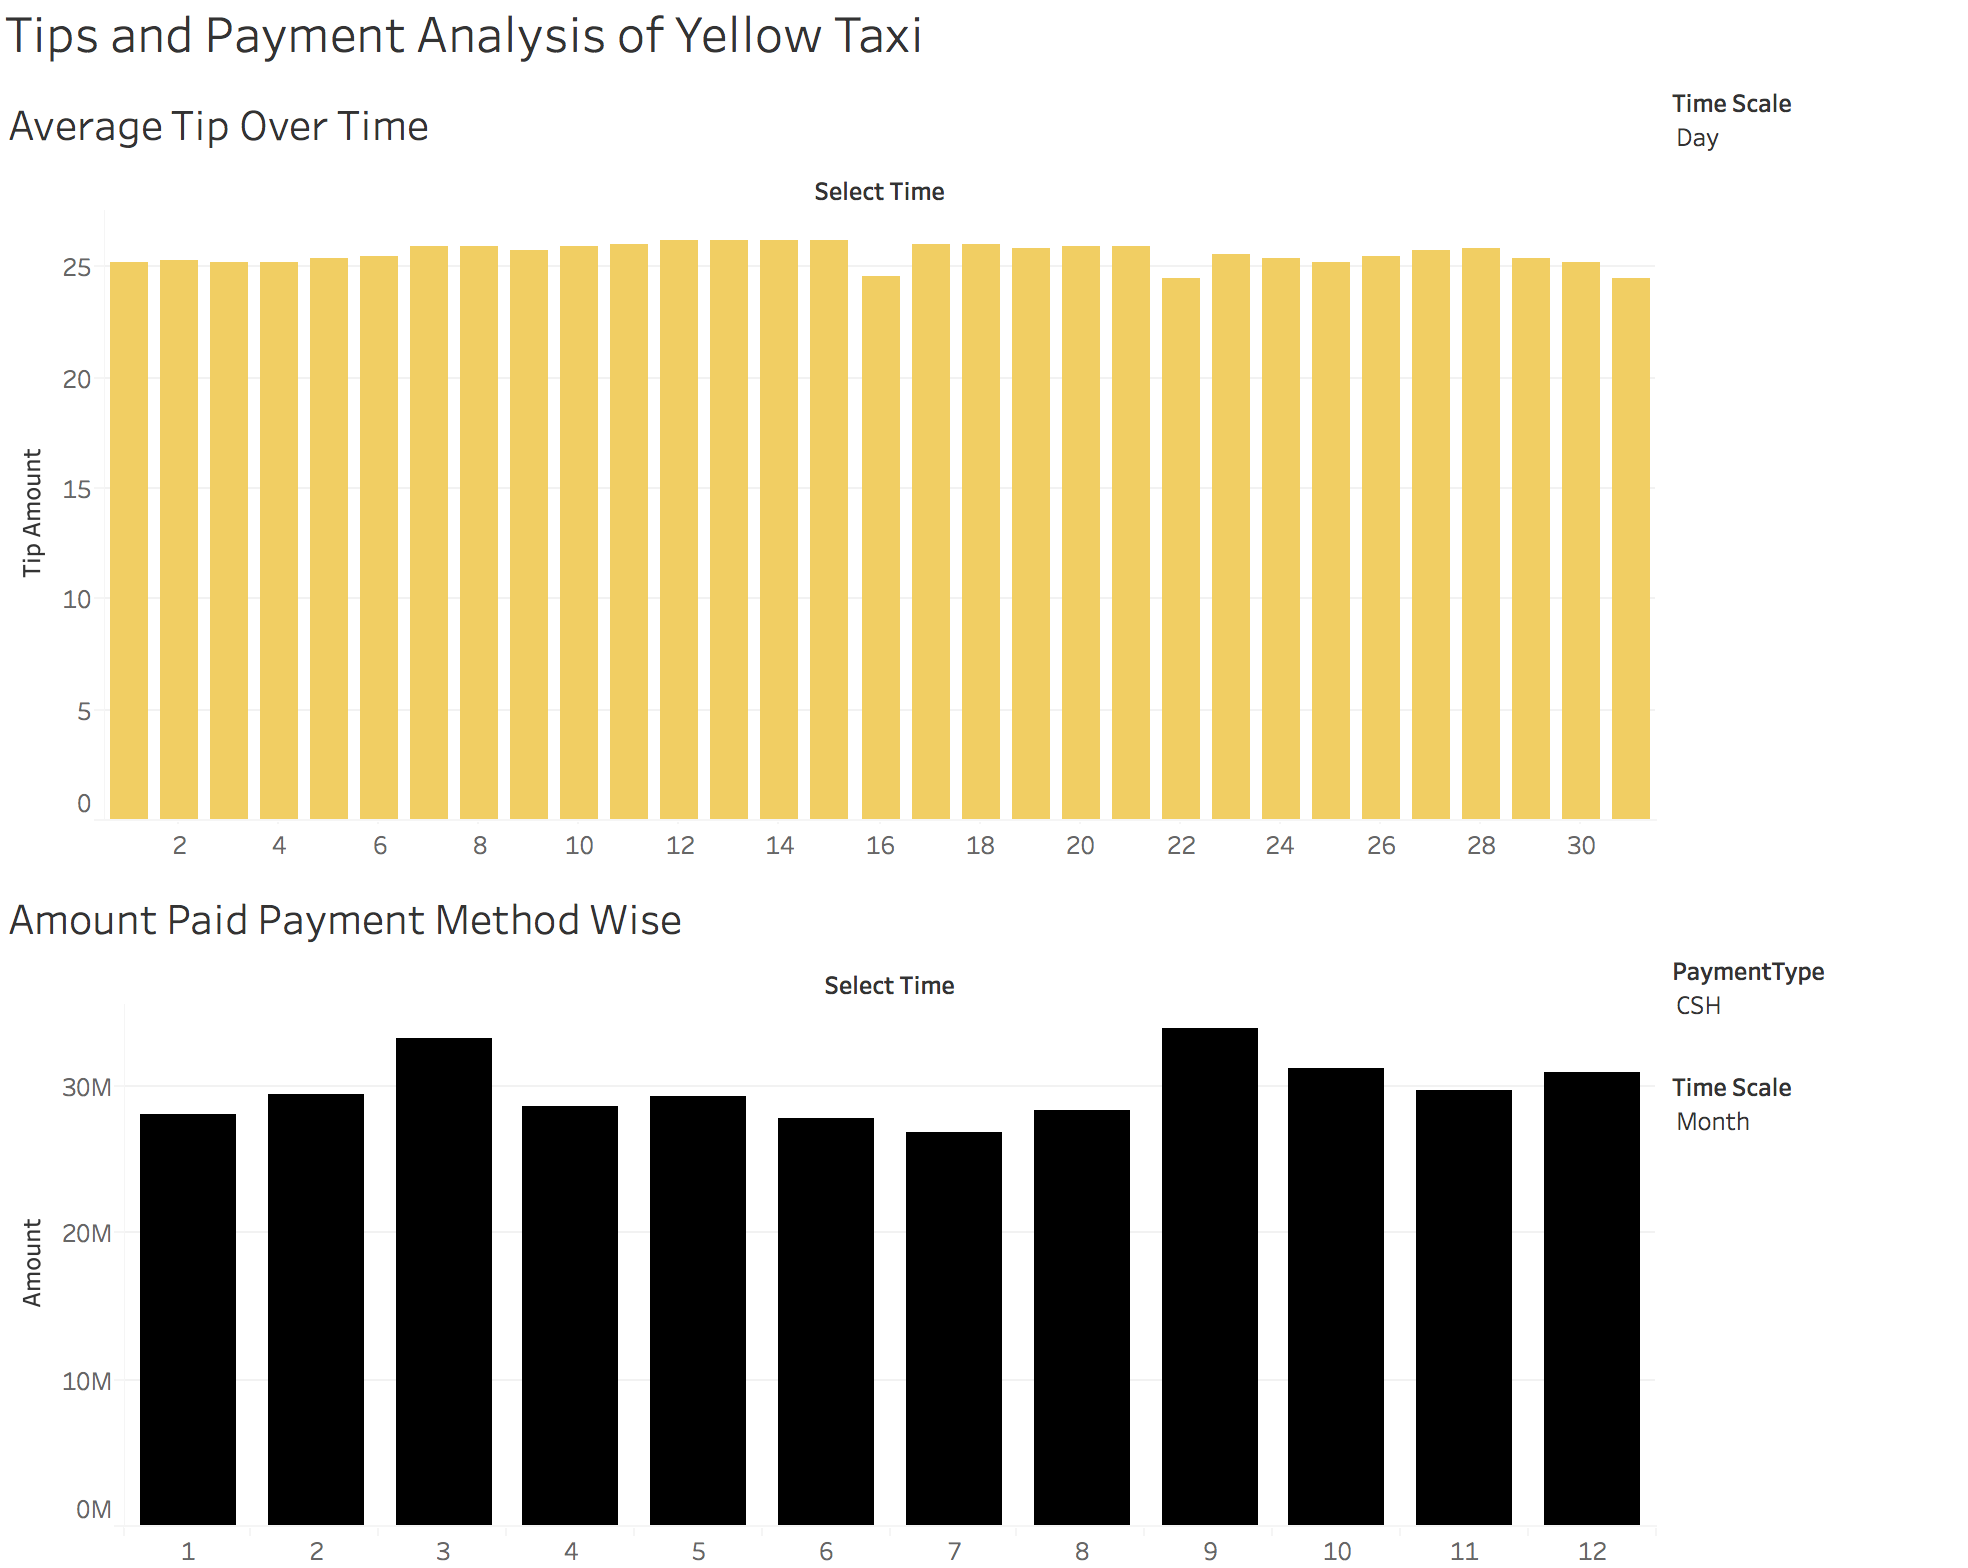 Tips and Payment Analysis of Yellow Taxi
Average Tip Over Time
Time Scale
Day
Select Time
Tip Amount
25
20
15
10
5
0
2 4 6 8 10 12 14 16 18 20 22 24 26 28 30
Amount Paid Payment Method Wise
PaymentType
CSH
Select Time
Time Scale
Month
Amount
30M
20M
10M
0M
1 2 3 4 5 6 7 8 9 10 11 12